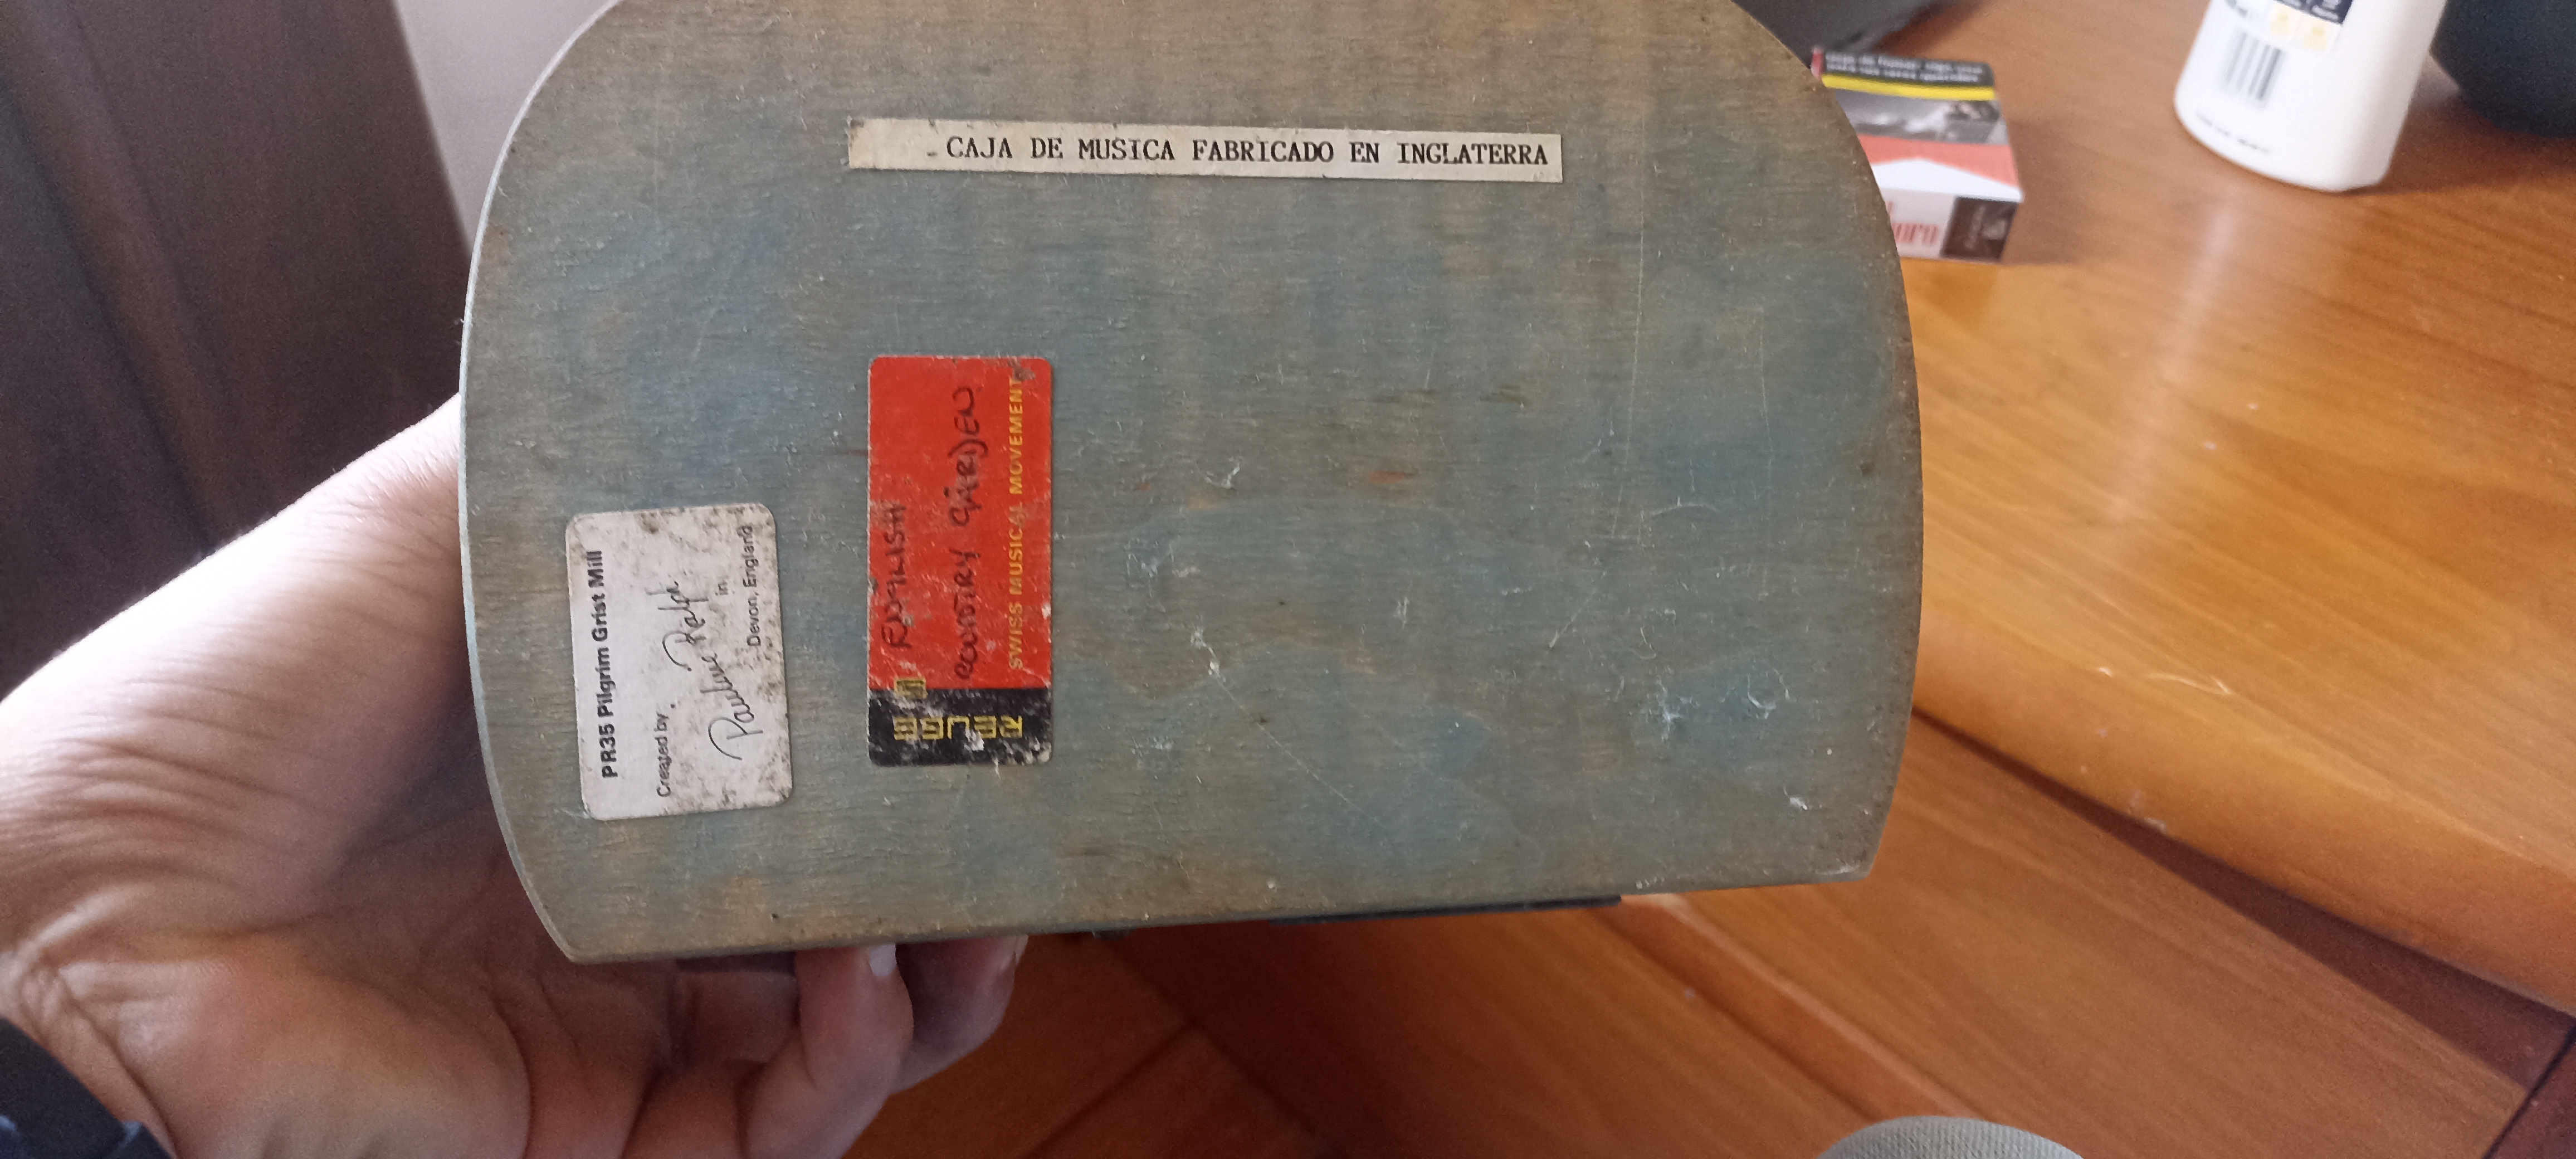 CAJA DE MUSICA FABRICADO EN INGLATERRA
PR35 Pilgrim Grist Mill
Created by
Pauline Ralph
in
Devon, England
REUGE
ENGLISH
COUNTRY GARDEN
SWISS MUSICAL MOVEMENT